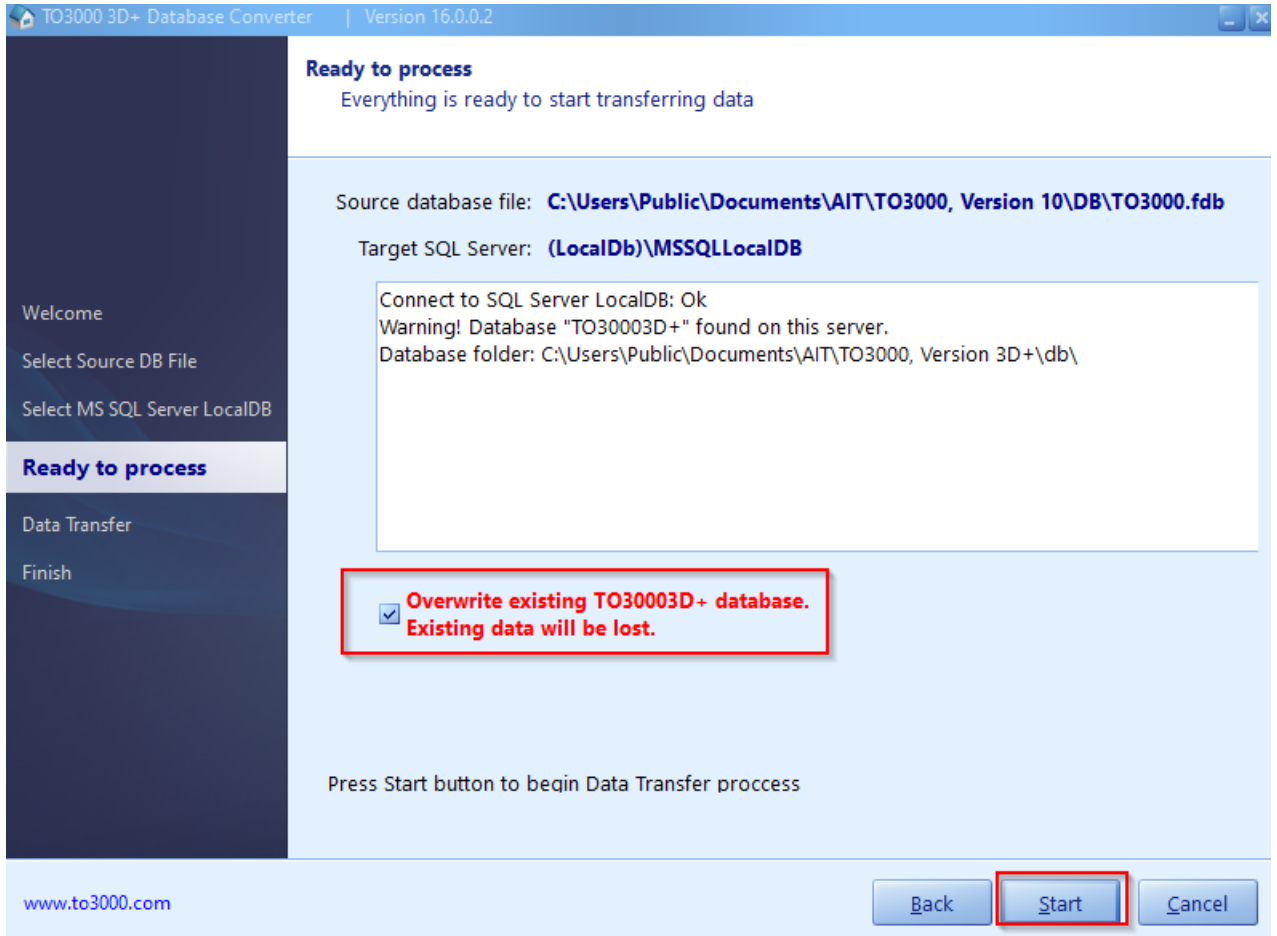 TO3000 3D+ Database Converter | Version 16.0.0.2
Ready to process
Everything is ready to start transferring data
Welcome
Select Source DB File
Select MS SQL Server LocalDB
Ready to process
Data Transfer
Finish
Source database file: C:\Users\Public\Documents\AIT\TO3000, Version 10\DB\TO3000.fdb
Target SQL Server: (LocalDb)\MSSQLLocalDB
Connect to SQL Server LocalDB: Ok
Warning! Database "TO30003D+" found on this server.
Database folder: C:\Users\Public\Documents\AIT\TO3000, Version 3D+\db\
Overwrite existing TO30003D+ database.
Existing data will be lost.
Press Start button to begin Data Transfer proccess
www.to3000.com
Back Start Cancel